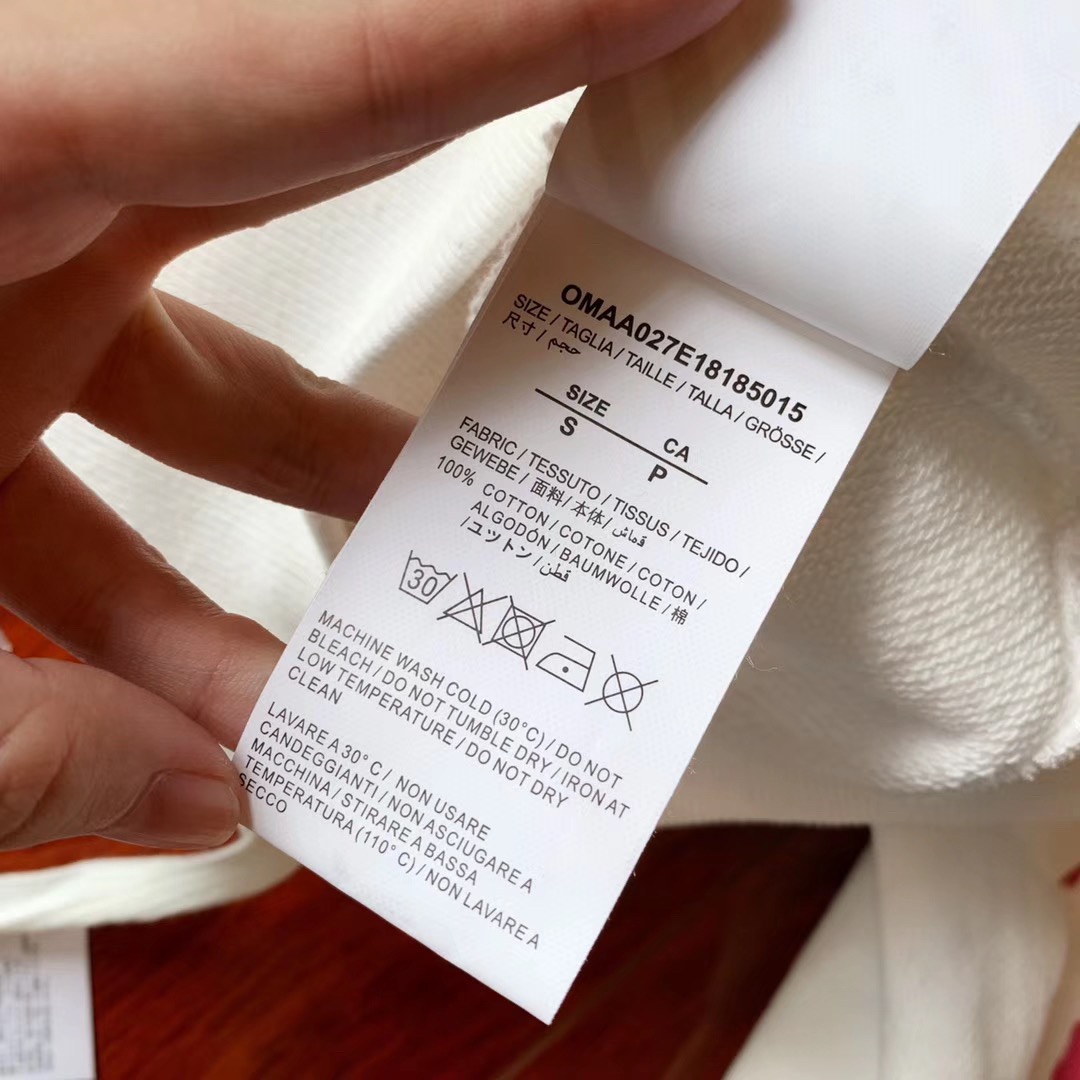 OMAA027E18185015
SIZE / TAGLIA / TAILLE / TALLA / GRÖSSE /
尺寸 / حجم
SIZE CA
S P
FABRIC / TESSUTO / TISSUS / TEJIDO /
GEWEBE / 面料/本体/ قماش
100% COTTON / COTONE / COTON /
ALGODÓN / BAUMWOLLE / 棉
/ユットン/ قطن
30
MACHINE WASH COLD (30°C) / DO NOT
BLEACH / DO NOT TUMBLE DRY / IRON AT
LOW TEMPERATURE / DO NOT DRY
CLEAN
LAVARE A 30° C / NON USARE
CANDEGGIANTI / NON ASCIUGARE A
MACCHINA / STIRARE A BASSA
TEMPERATURA (110° C) / NON LAVARE A
SECCO